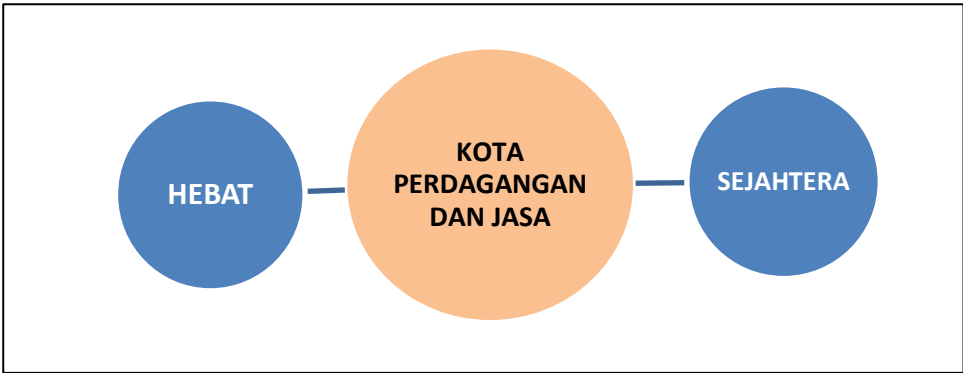 HEBAT
KOTA
PERDAGANGAN
DAN JASA
SEJAHTERA